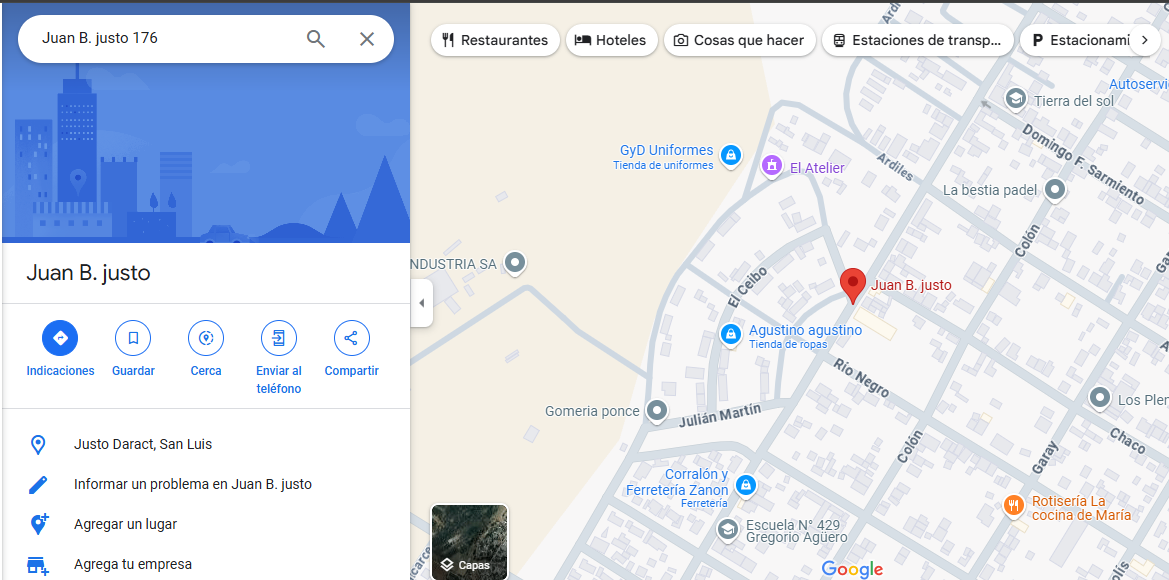 Juan B. justo 176
Restaurantes
Hoteles
Cosas que hacer
Estaciones de transp...
P Estacionami
Juan B. justo
Indicaciones
Guardar
Cerca
Enviar al
teléfono
Compartir
Justo Daract, San Luis
Informar un problema en Juan B. justo
Agregar un lugar
Agrega tu empresa
Autoservi
Tierra del sol
Domingo F. Sarmiento
GyD Uniformes
Tienda de uniformes
El Atelier
Ardiles
La bestia padel
Colón
NDUSTRIA SA
El Ceibo
Juan B. justo
Agustino agustino
Tienda de ropas
Río Negro
Gomeria ponce
Julián Martín
Los Pler
Chaco
Colón
Garay
Corralón y
Ferretería Zanon
Ferretería
Rotisería La
cocina de María
Escuela N° 429
Gregorio Agüero
Capas
Google